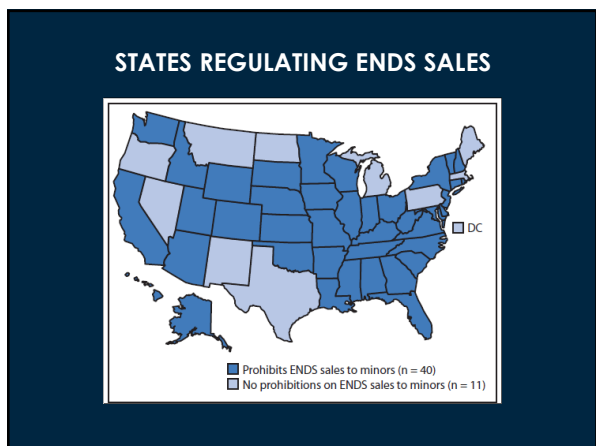 STATES REGULATING ENDS SALES
DC
Prohibits ENDS sales to minors (n = 40)
No prohibitions on ENDS sales to minors (n = 11)